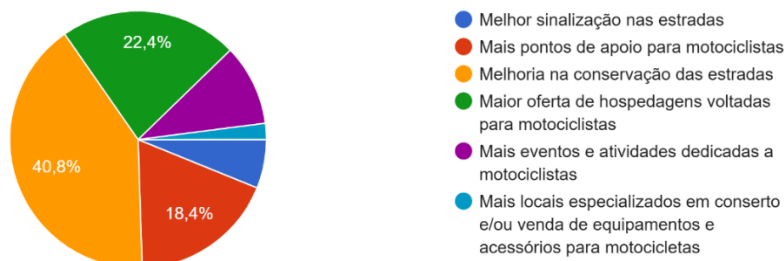 22,4%
40,8%
18,4%
Melhor sinalização nas estradas
Mais pontos de apoio para motociclistas
Melhoria na conservação das estradas
Maior oferta de hospedagens voltadas
para motociclistas
Mais eventos e atividades dedicadas a
motociclistas
Mais locais especializados em conserto
e/ou venda de equipamentos e
acessórios para motocicletas